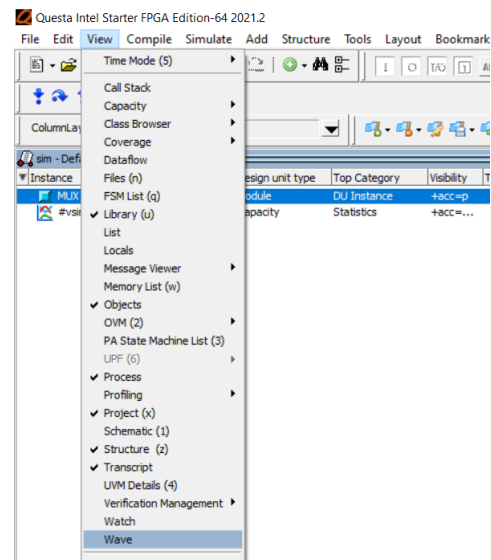 Questa Intel Starter FPGA Edition-64 2021.2
File Edit View Compile Simulate Add Structure Tools Layout Bookmark
Time Mode (5)
Call Stack
Capacity
ColumnLay
Class Browser
Coverage
sim - Defa
Dataflow
Instance
Files (n)
esign unit type Top Category Visibility T
MUX
FSM List (q)
odule DU Instance +acc=p
#vsin
Library (u)
apacity Statistics +acc=...
List
Locals
Message Viewer
Memory List (w)
Objects
OVM (2)
PA State Machine List (3)
UPF (6)
Process
Profiling
Project (x)
Schematic (1)
Structure (z)
Transcript
UVM Details (4)
Verification Management
Watch
Wave